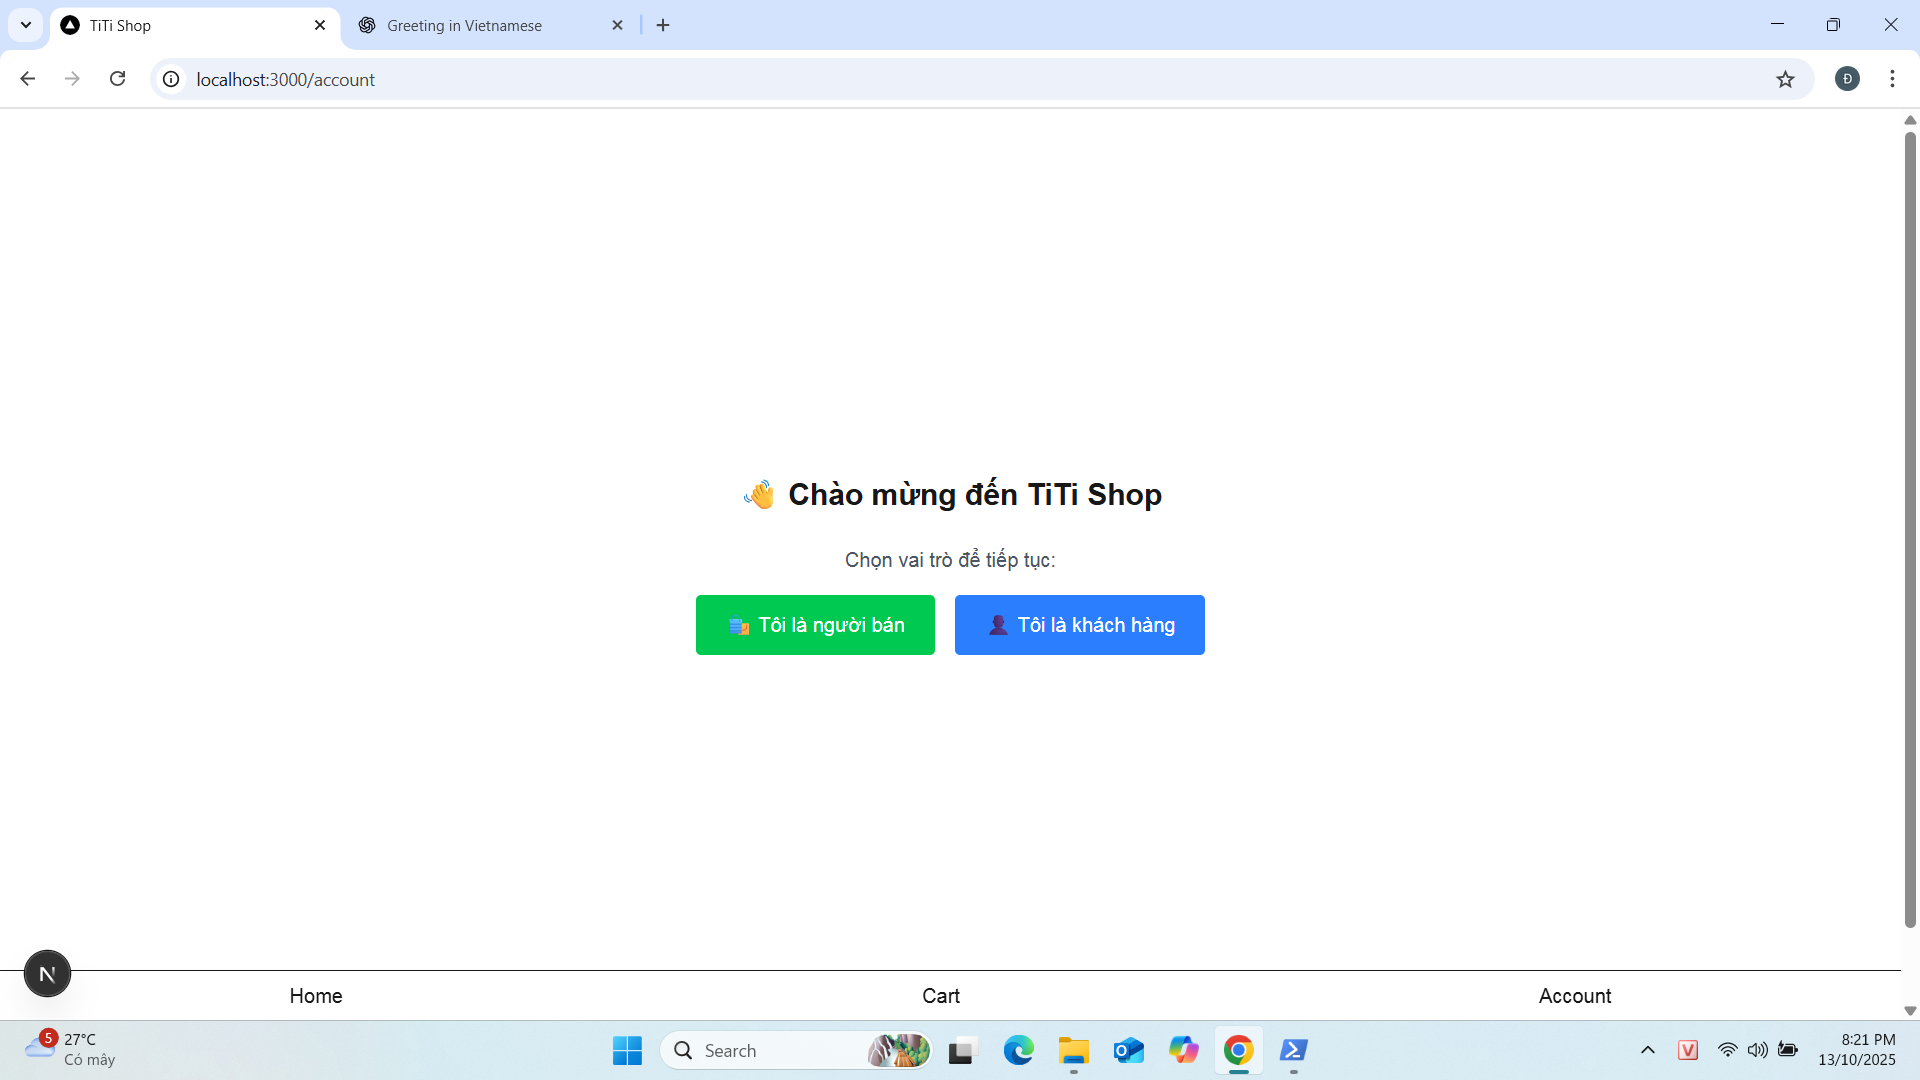 TiTi Shop
Greeting in Vietnamese
localhost:3000/account
Đ
👋 Chào mừng đến TiTi Shop
Chọn vai trò để tiếp tục:
Tôi là người bán
Tôi là khách hàng
N
Home
Cart
Account
5
27°C
Có mây
Search
V
8:21 PM
13/10/2025